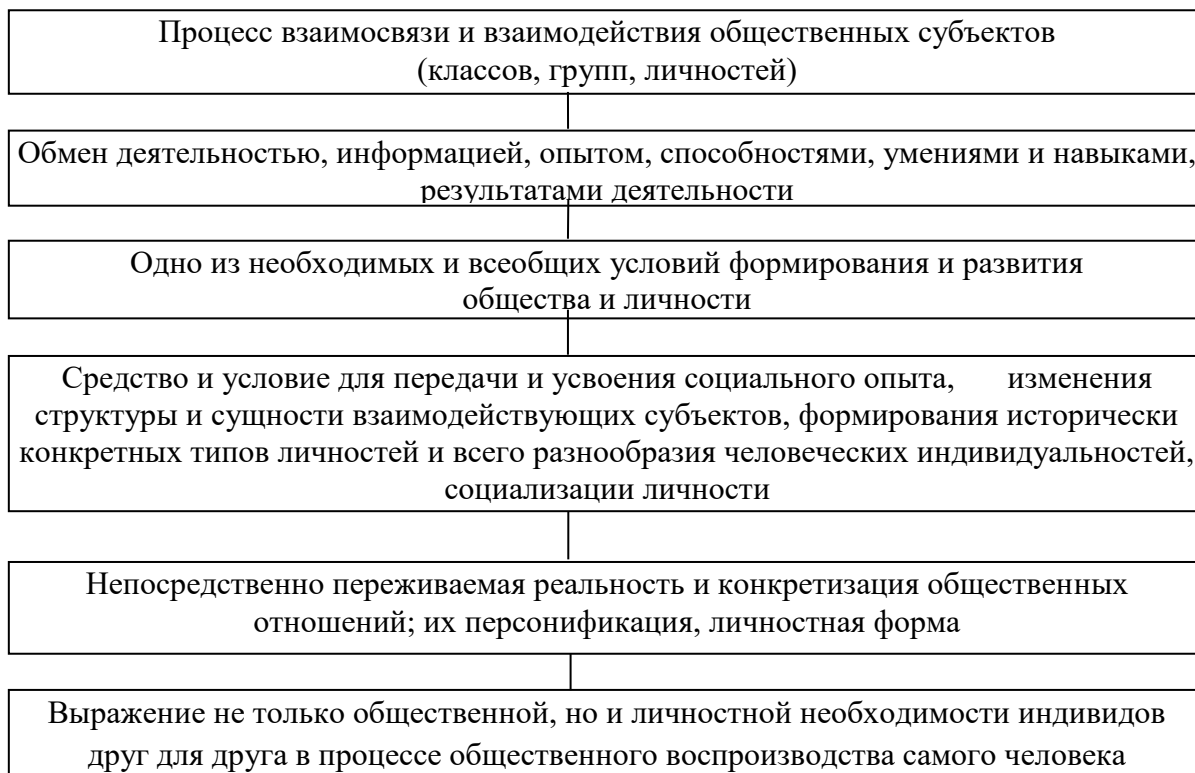 Процесс взаимосвязи и взаимодействия общественных субъектов
(классов, групп, личностей)
Обмен деятельностью, информацией, опытом, способностями, умениями и навыками,
результатами деятельности
Одно из необходимых и всеобщих условий формирования и развития
общества и личности
Средство и условие для передачи и усвоения социального опыта, изменения
структуры и сущности взаимодействующих субъектов, формирования исторически
конкретных типов личностей и всего разнообразия человеческих индивидуальностей,
социализации личности
Непосредственно переживаемая реальность и конкретизация общественных
отношений; их персонификация, личностная форма
Выражение не только общественной, но и личностной необходимости индивидов
друг для друга в процессе общественного воспроизводства самого человека